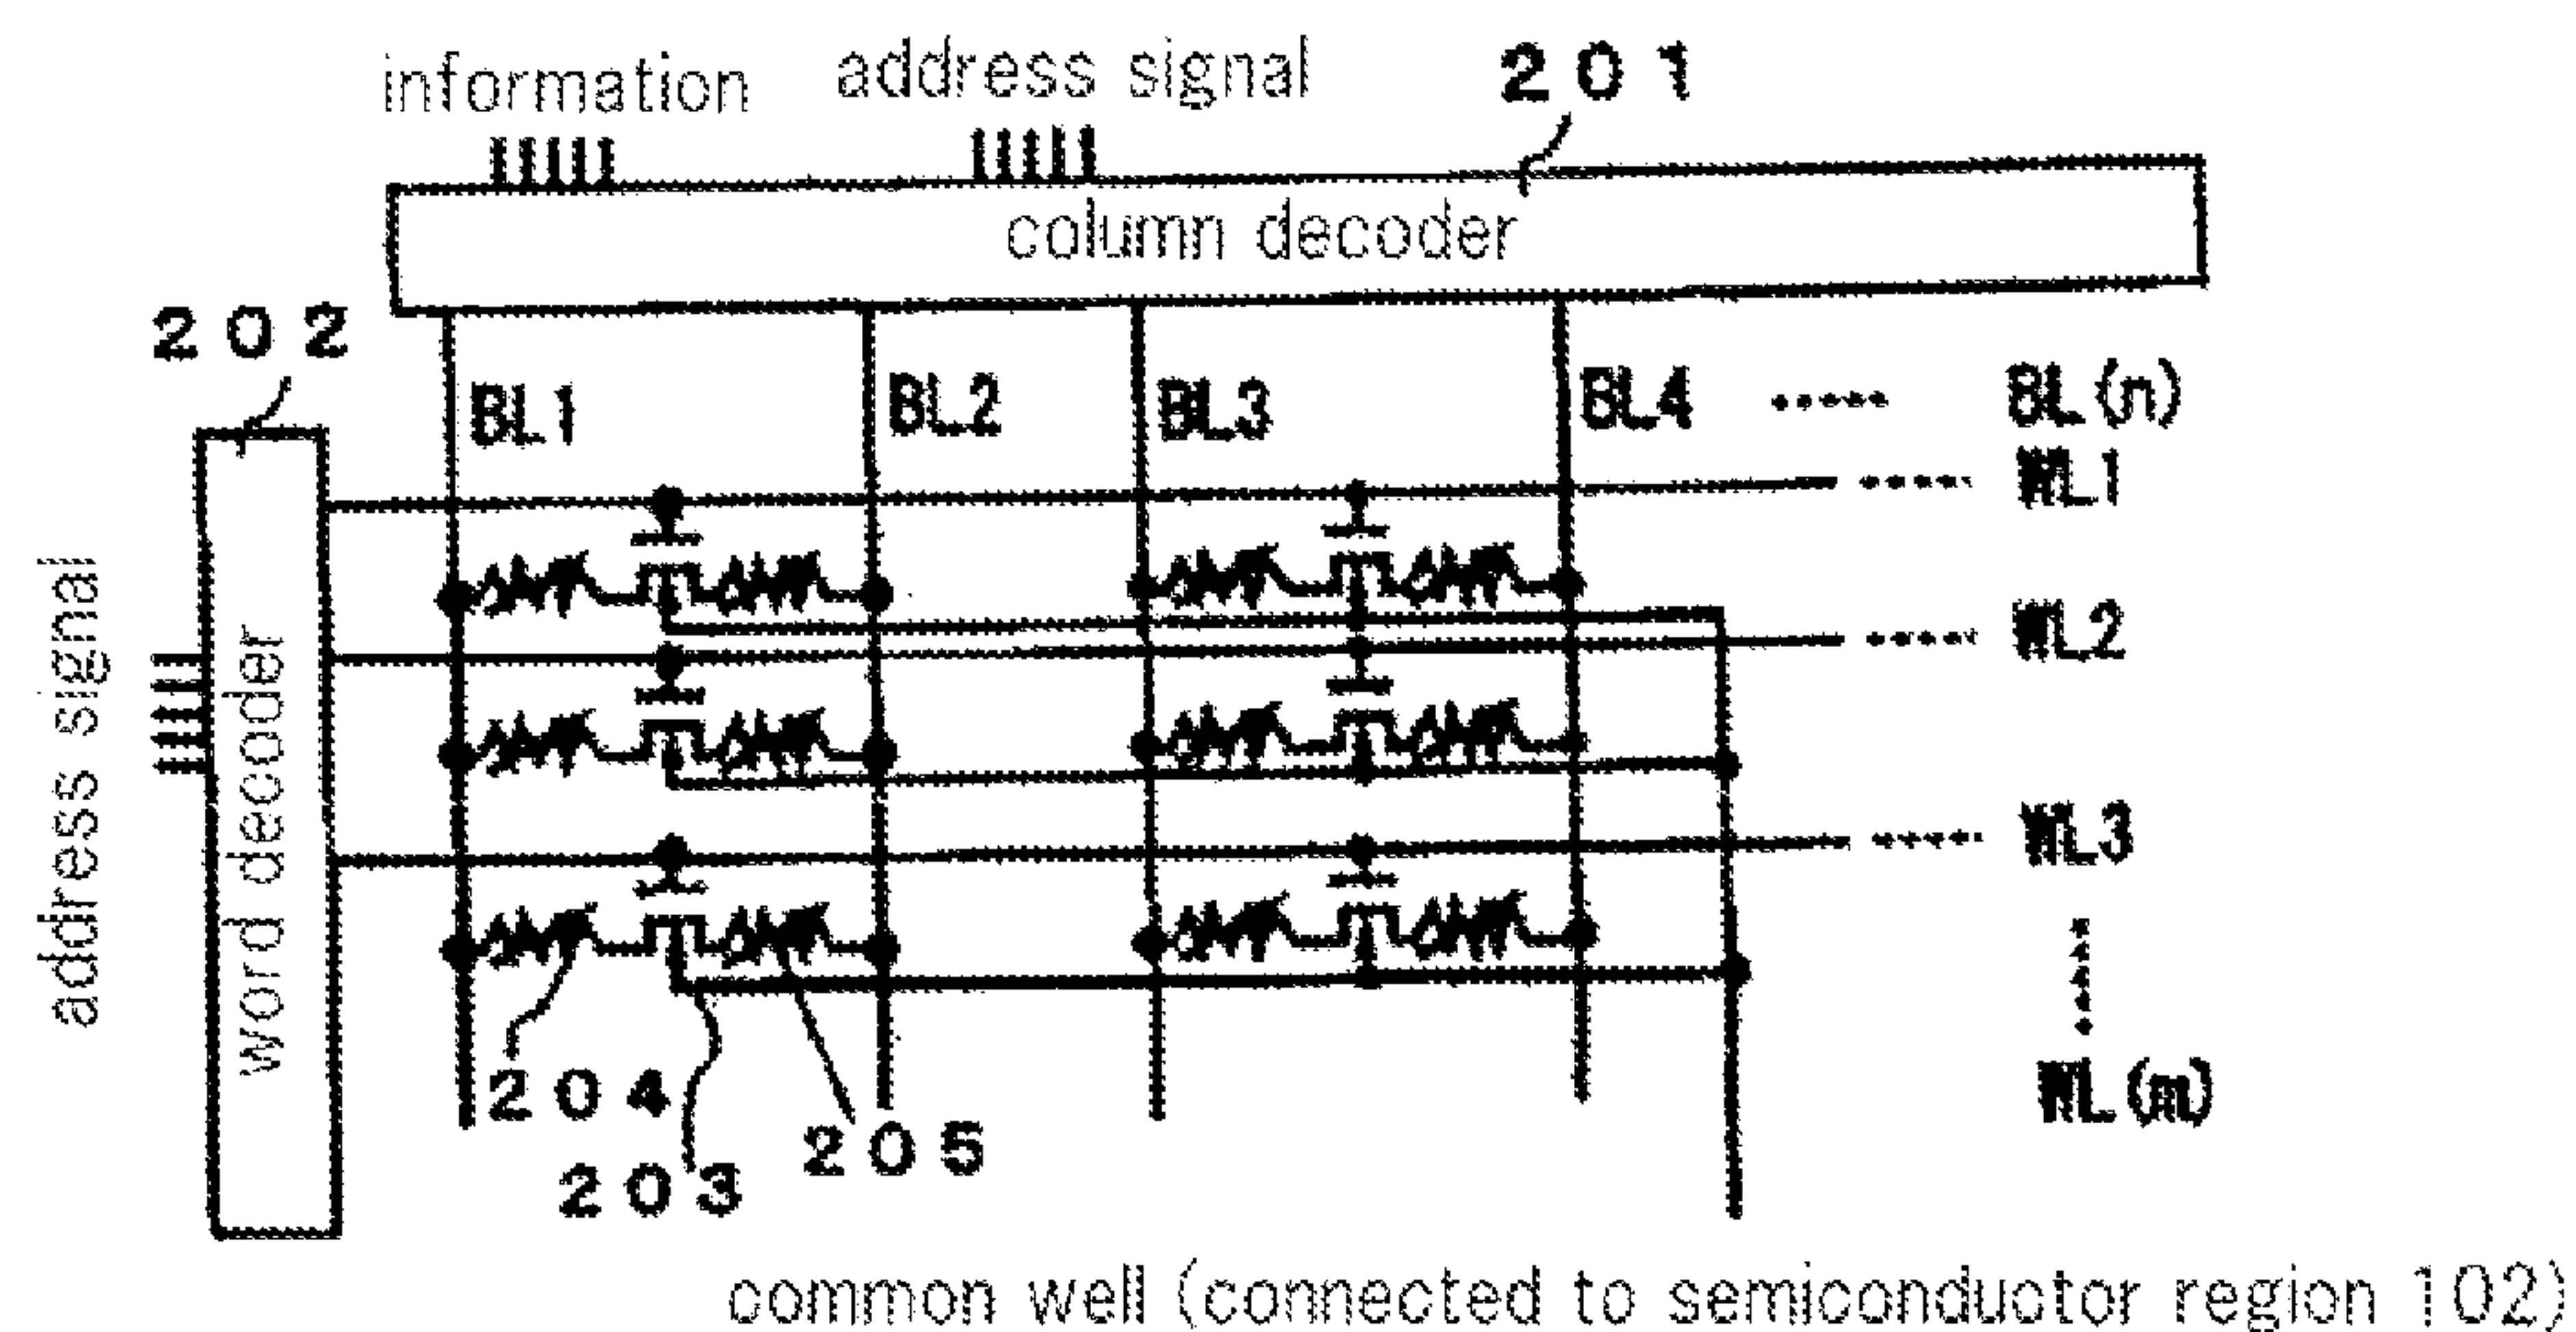 information address signal 201
column decoder
202
BL1 BL2 BL3 BL4 ····· BL(n)
····· WL1
····· WL2
····· WL3
WL(m)
address signal
word decoder
204
203
205
common well (connected to semiconductor region 102)